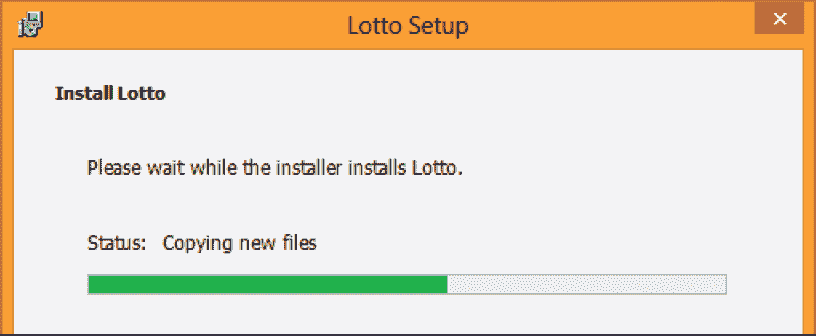 Lotto Setup
Install Lotto
Please wait while the installer installs Lotto.
Status: Copying new files